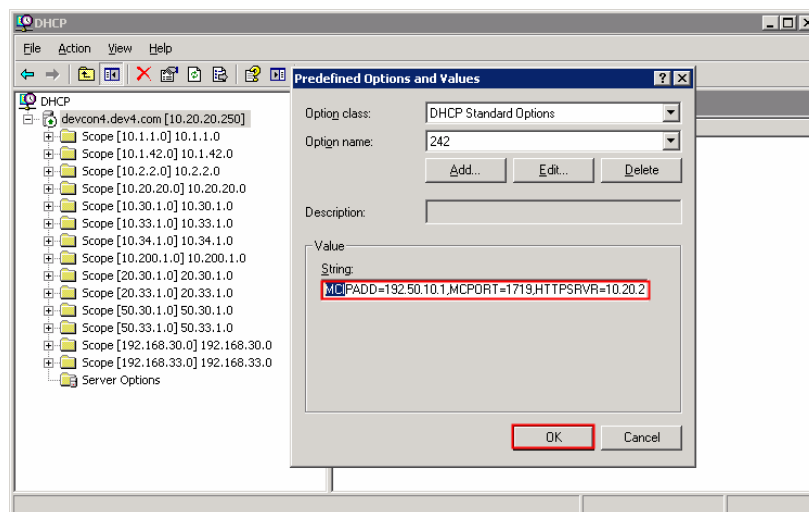 DHCP
File Action View Help
Predefined Options and Values
DHCP
devcon4.dev4.com [10.20.20.250]
Scope [10.1.1.0] 10.1.1.0
Scope [10.1.42.0] 10.1.42.0
Scope [10.2.2.0] 10.2.2.0
Scope [10.20.20.0] 10.20.20.0
Scope [10.30.1.0] 10.30.1.0
Scope [10.33.1.0] 10.33.1.0
Scope [10.34.1.0] 10.34.1.0
Scope [10.200.1.0] 10.200.1.0
Scope [20.30.1.0] 20.30.1.0
Scope [20.33.1.0] 20.33.1.0
Scope [50.30.1.0] 50.30.1.0
Scope [50.33.1.0] 50.33.1.0
Scope [192.168.30.0] 192.168.30.0
Scope [192.168.33.0] 192.168.33.0
Server Options
Option class: DHCP Standard Options
Option name: 242
Add... Edit... Delete
Description:
Value
String:
MCIPADD=192.50.10.1,MCPORT=1719,HTTPSRVR=10.20.2
OK Cancel